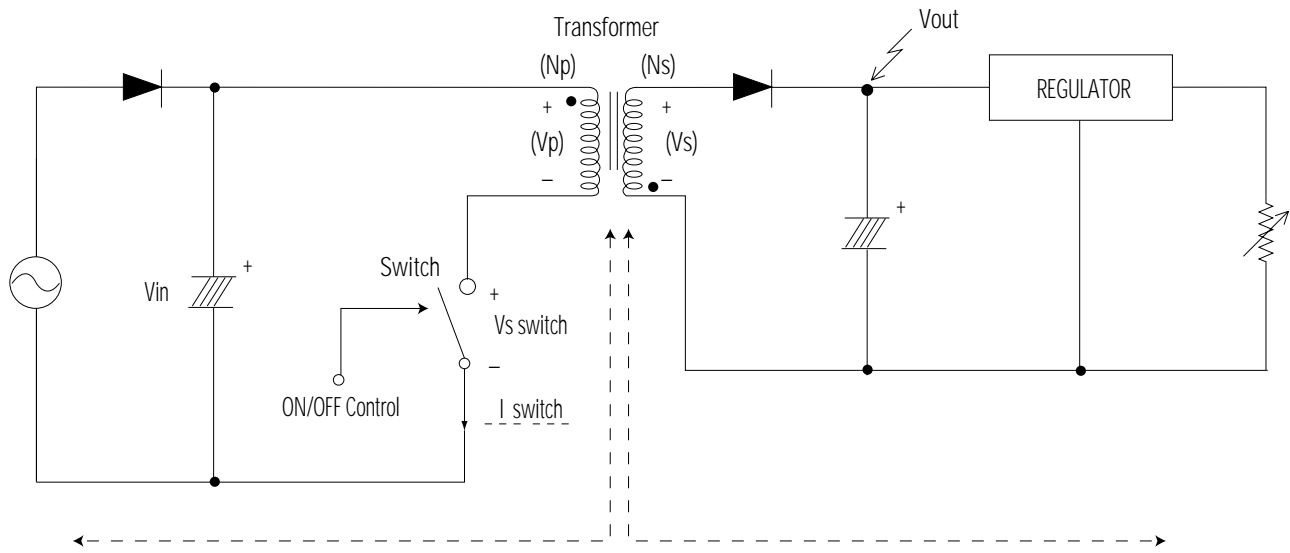 Vout
Transformer
(Np)
(Ns)
REGULATOR
+
+
(Vp)
(Vs)
–
–
+
+
Switch
Vin
+
Vs switch
–
ON/OFF Control
I switch